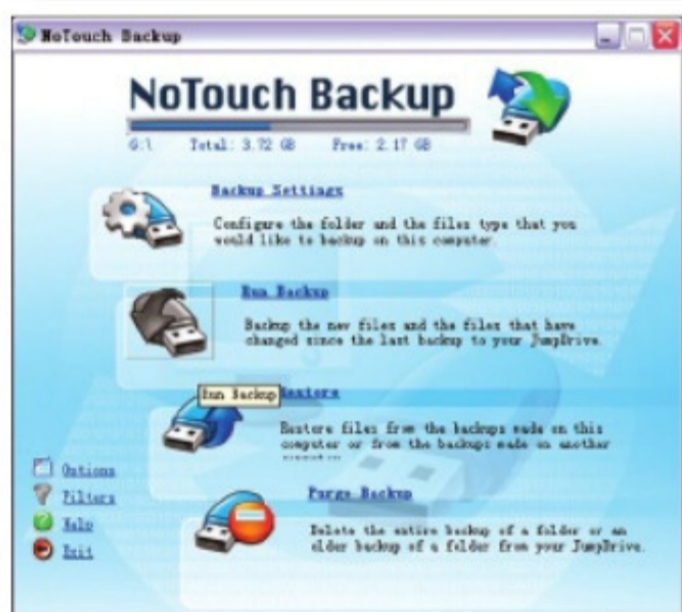 NoTouch Backup
NoTouch Backup
G:\ Total: 3.72 GB Free: 2.17 GB
Backup Settings
Configure the folder and the files type that you
would like to backup on this computer.
Run Backup
Backup the new files and the files that have
changed since the last backup to your JumpDrive.
Run Backup
Restore
Restore files from the backups made on this
computer or from the backups made on another
Options
Filters
Help
Exit
Purge Backup
Delete the entire backup of a folder or an
older backup of a folder from your JumpDrive.